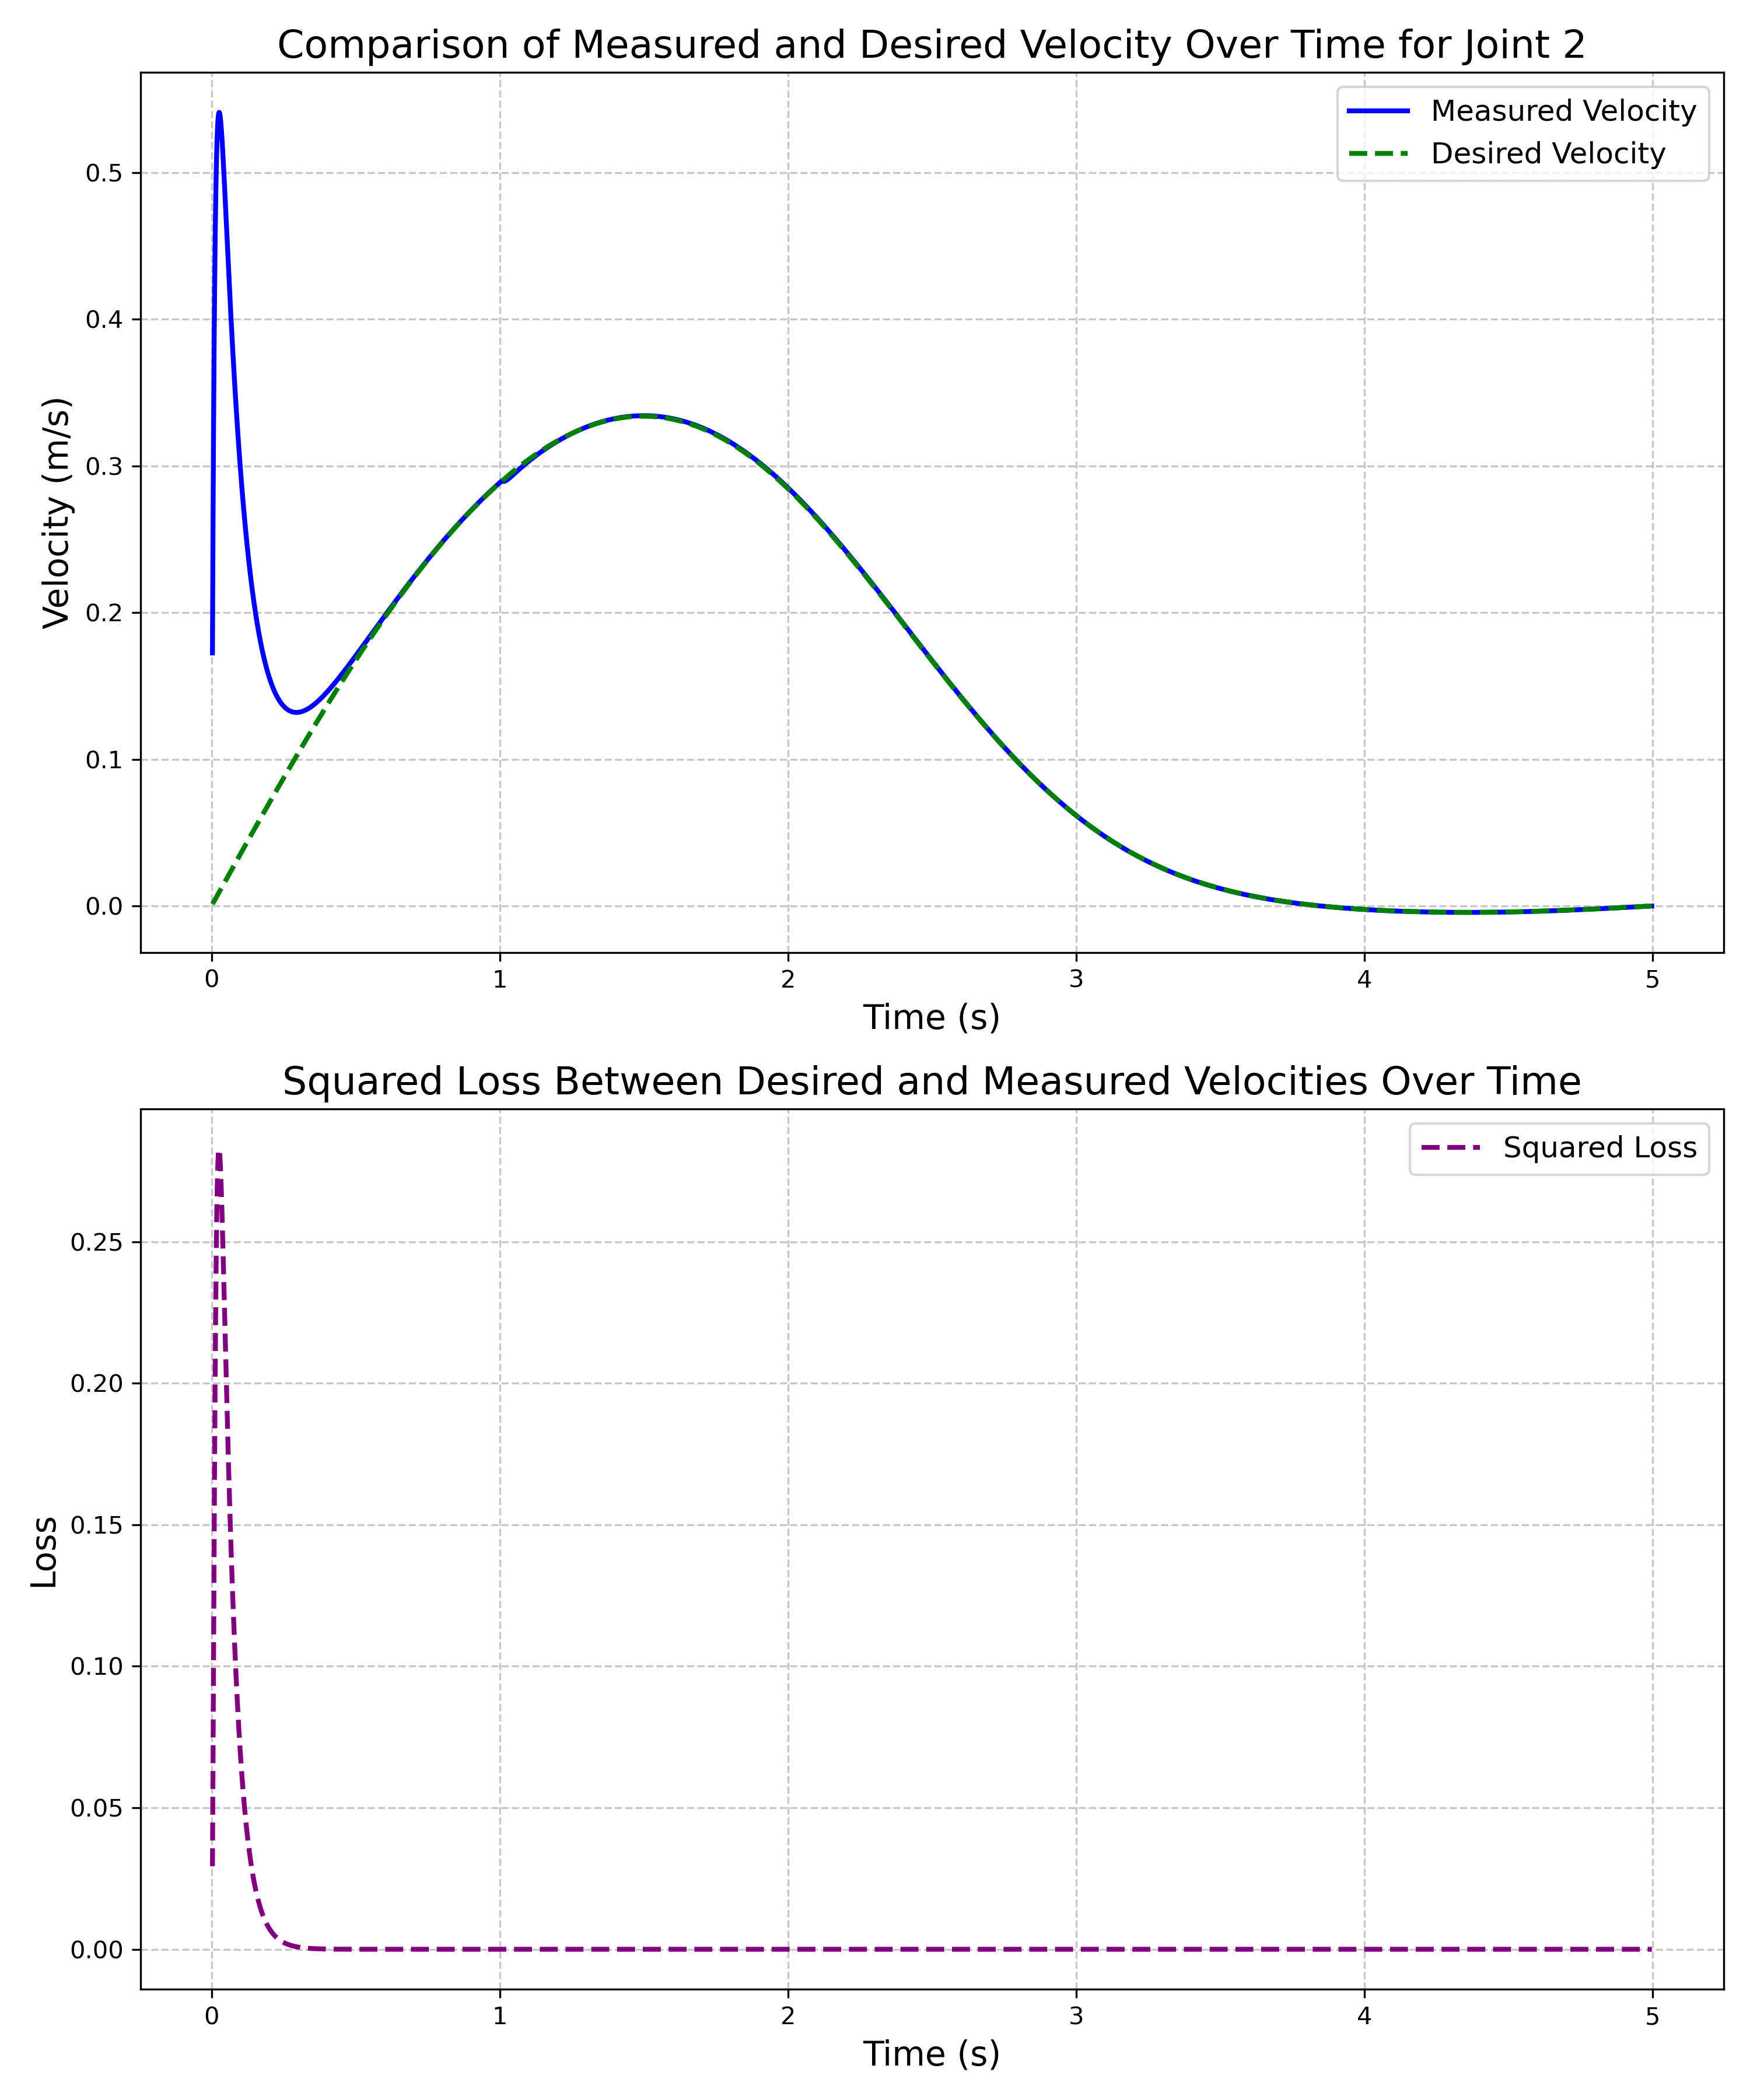 Comparison of Measured and Desired Velocity Over Time for Joint 2
Measured Velocity
Desired Velocity
Velocity (m/s)
0.5
0.4
0.3
0.2
0.1
0.0
0 1 2 3 4 5
Time (s)
Squared Loss Between Desired and Measured Velocities Over Time
Squared Loss
Loss
0.25
0.20
0.15
0.10
0.05
0.00
0 1 2 3 4 5
Time (s)